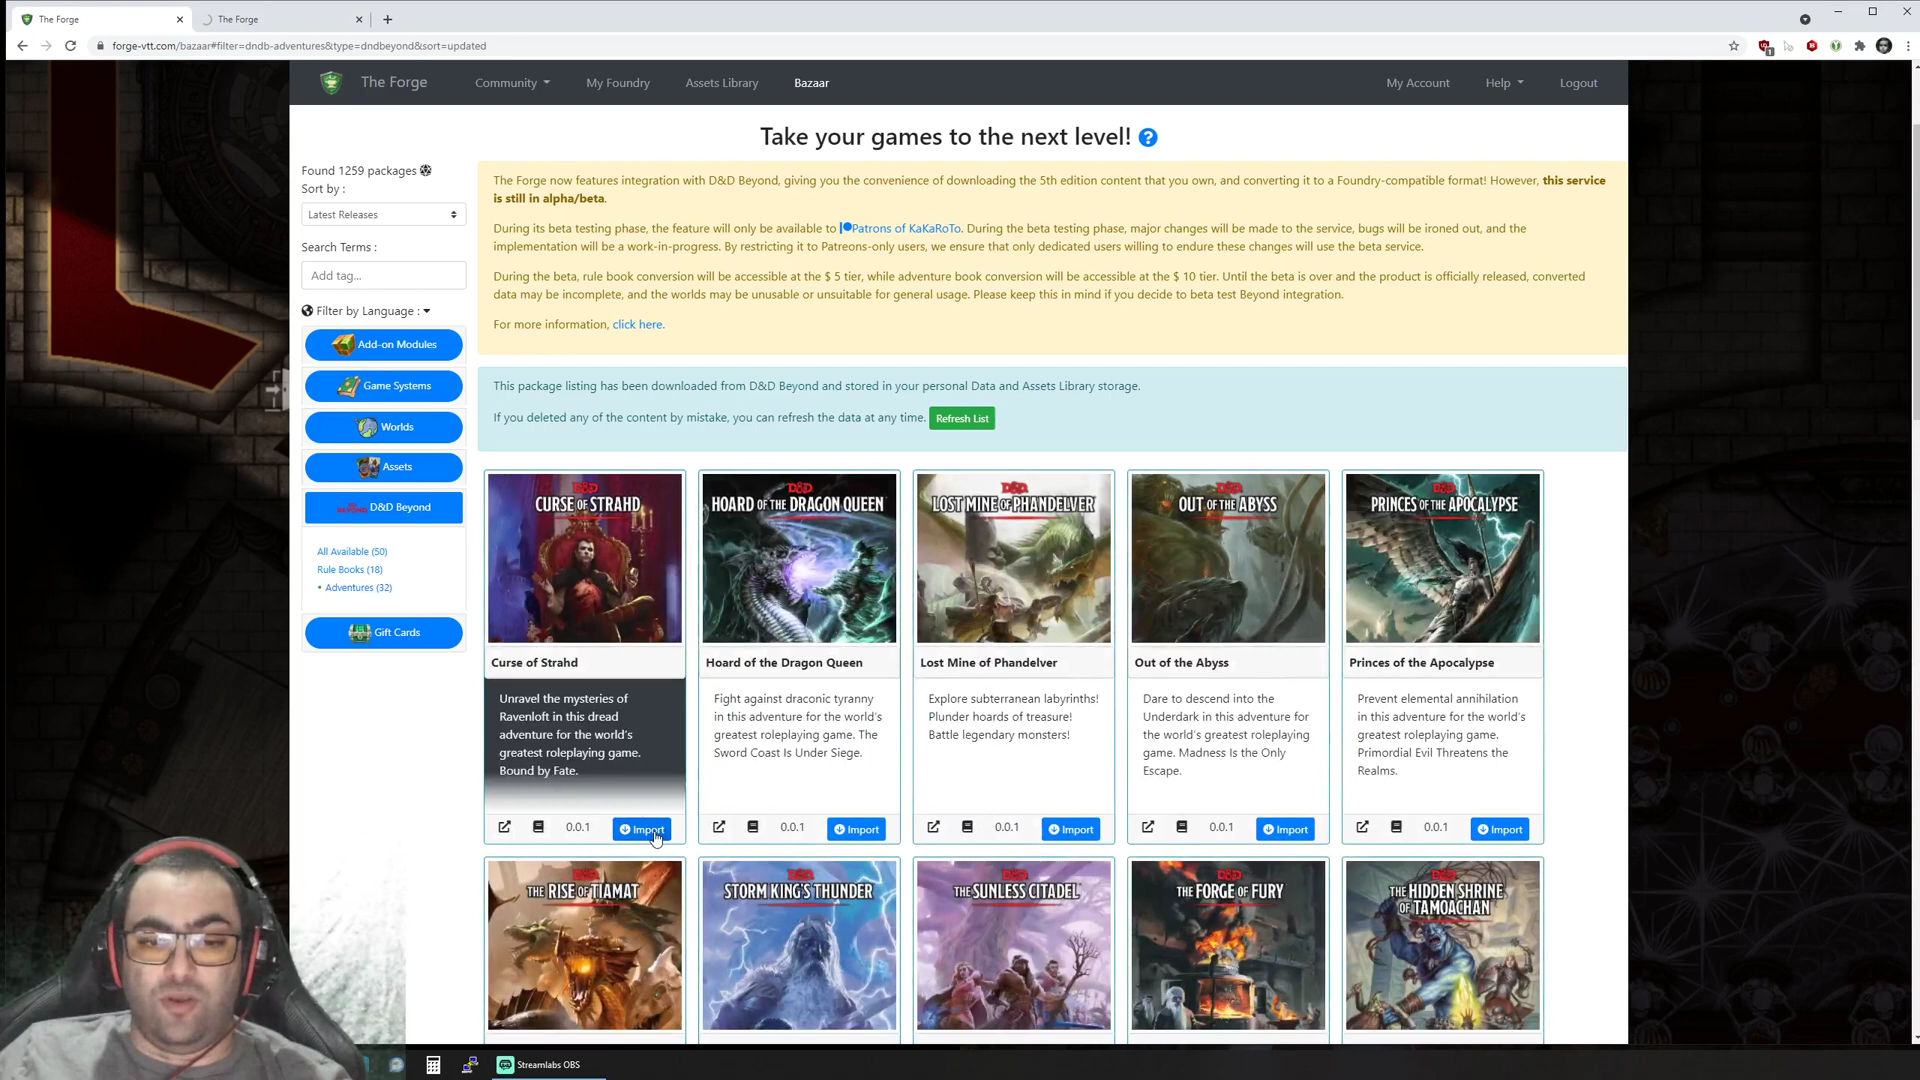 The Forge
The Forge
forge-vtt.com/bazaar#filter=dndb-adventures&type=dndbeyond&sort=updated
The Forge
Community
My Foundry
Assets Library
Bazaar
My Account
Help
Logout
Take your games to the next level!
Found 1259 packages
Sort by :
Latest Releases
Search Terms :
Add tag...
Filter by Language :
Add-on Modules
Game Systems
Worlds
Assets
D&D Beyond
All Available (50)
Rule Books (18)
• Adventures (32)
Gift Cards
The Forge now features integration with D&D Beyond, giving you the convenience of downloading the 5th edition content that you own, and converting it to a Foundry-compatible format! However, this service
is still in alpha/beta.
During its beta testing phase, the feature will only be available to Patrons of KaKaRoTo. During the beta testing phase, major changes will be made to the service, bugs will be ironed out, and the
implementation will be a work-in-progress. By restricting it to Patreons-only users, we ensure that only dedicated users willing to endure these changes will use the beta service.
During the beta, rule book conversion will be accessible at the $ 5 tier, while adventure book conversion will be accessible at the $ 10 tier. Until the beta is over and the product is officially released, converted
data may be incomplete, and the worlds may be unusable or unsuitable for general usage. Please keep this in mind if you decide to beta test Beyond integration.
For more information, click here.
This package listing has been downloaded from D&D Beyond and stored in your personal Data and Assets Library storage.
If you deleted any of the content by mistake, you can refresh the data at any time. Refresh List
D&D
CURSE OF STRAHD
Curse of Strahd
Unravel the mysteries of
Ravenloft in this dread
adventure for the world's
greatest roleplaying game.
Bound by Fate.
0.0.1
Import
D&D
HOARD OF THE DRAGON QUEEN
Hoard of the Dragon Queen
Fight against draconic tyranny
in this adventure for the world's
greatest roleplaying game. The
Sword Coast Is Under Siege.
0.0.1
Import
D&D
LOST MINE OF PHANDELVER
Lost Mine of Phandelver
Explore subterranean labyrinths!
Plunder hoards of treasure!
Battle legendary monsters!
0.0.1
Import
D&D
OUT OF THE ABYSS
Out of the Abyss
Dare to descend into the
Underdark in this adventure for
the world's greatest roleplaying
game. Madness Is the Only
Escape.
0.0.1
Import
D&D
PRINCES OF THE APOCALYPSE
Princes of the Apocalypse
Prevent elemental annihilation
in this adventure for the world's
greatest roleplaying game.
Primordial Evil Threatens the
Realms.
0.0.1
Import
D&D
THE RISE OF TIAMAT
D&D
STORM KING'S THUNDER
D&D
THE SUNLESS CITADEL
D&D
THE FORGE OF FURY
D&D
THE HIDDEN SHRINE
OF TAMOACHAN
Streamlabs OBS